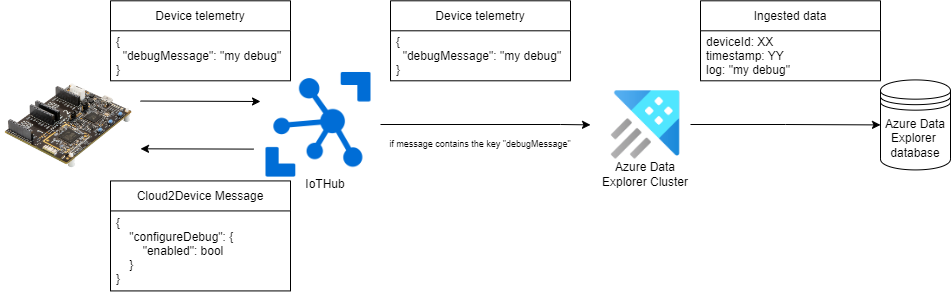 Device telemetry
{
"debugMessage": "my debug"
}
Device telemetry
{
"debugMessage": "my debug"
}
Ingested data
deviceId: XX
timestamp: YY
log: "my debug"
if message contains the key "debugMessage"
IoTHub
Azure Data
Explorer Cluster
Azure Data
Explorer
database
Cloud2Device Message
{
"configureDebug": {
"enabled": bool
}
}